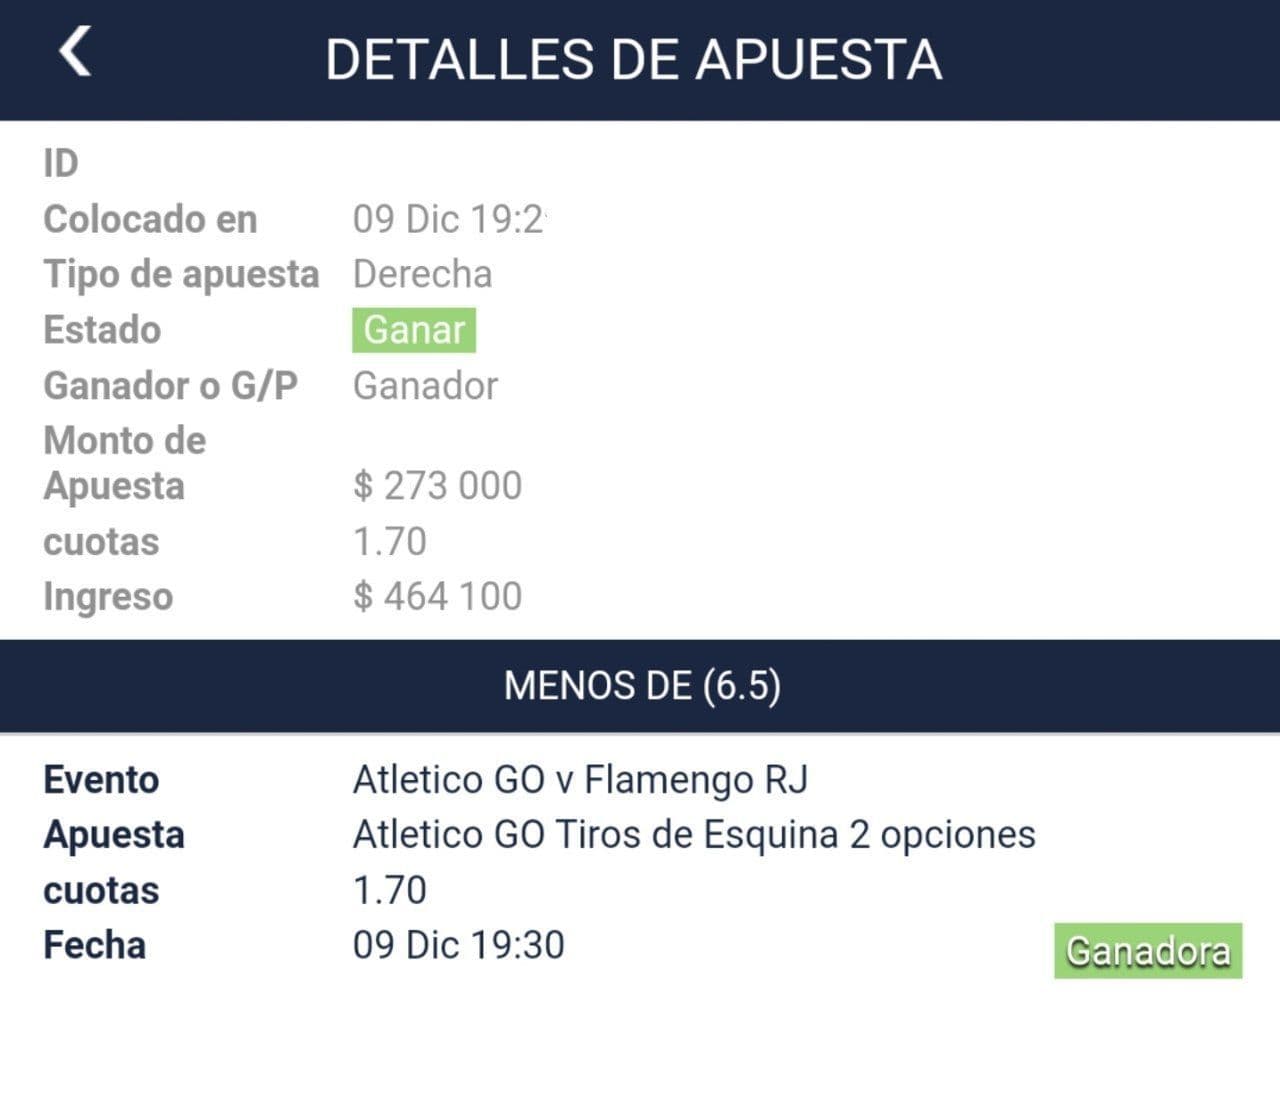 DETALLES DE APUESTA
ID
Colocado en 09 Dic 19:2
Tipo de apuesta Derecha
Estado Ganar
Ganador o G/P Ganador
Monto de
Apuesta $ 273 000
cuotas 1.70
Ingreso $ 464 100
MENOS DE (6.5)
Evento Atletico GO v Flamengo RJ
Apuesta Atletico GO Tiros de Esquina 2 opciones
cuotas 1.70
Fecha 09 Dic 19:30
Ganadora